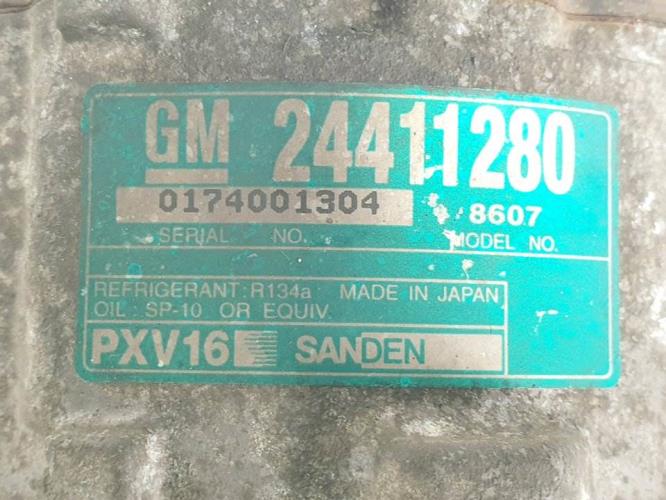 GM 24411280
0174001304 8607
SERIAL NO. MODEL NO.
REFRIGERANT: R134a MADE IN JAPAN
OIL: SP-10 OR EQUIV.
PXV16 SANDEN